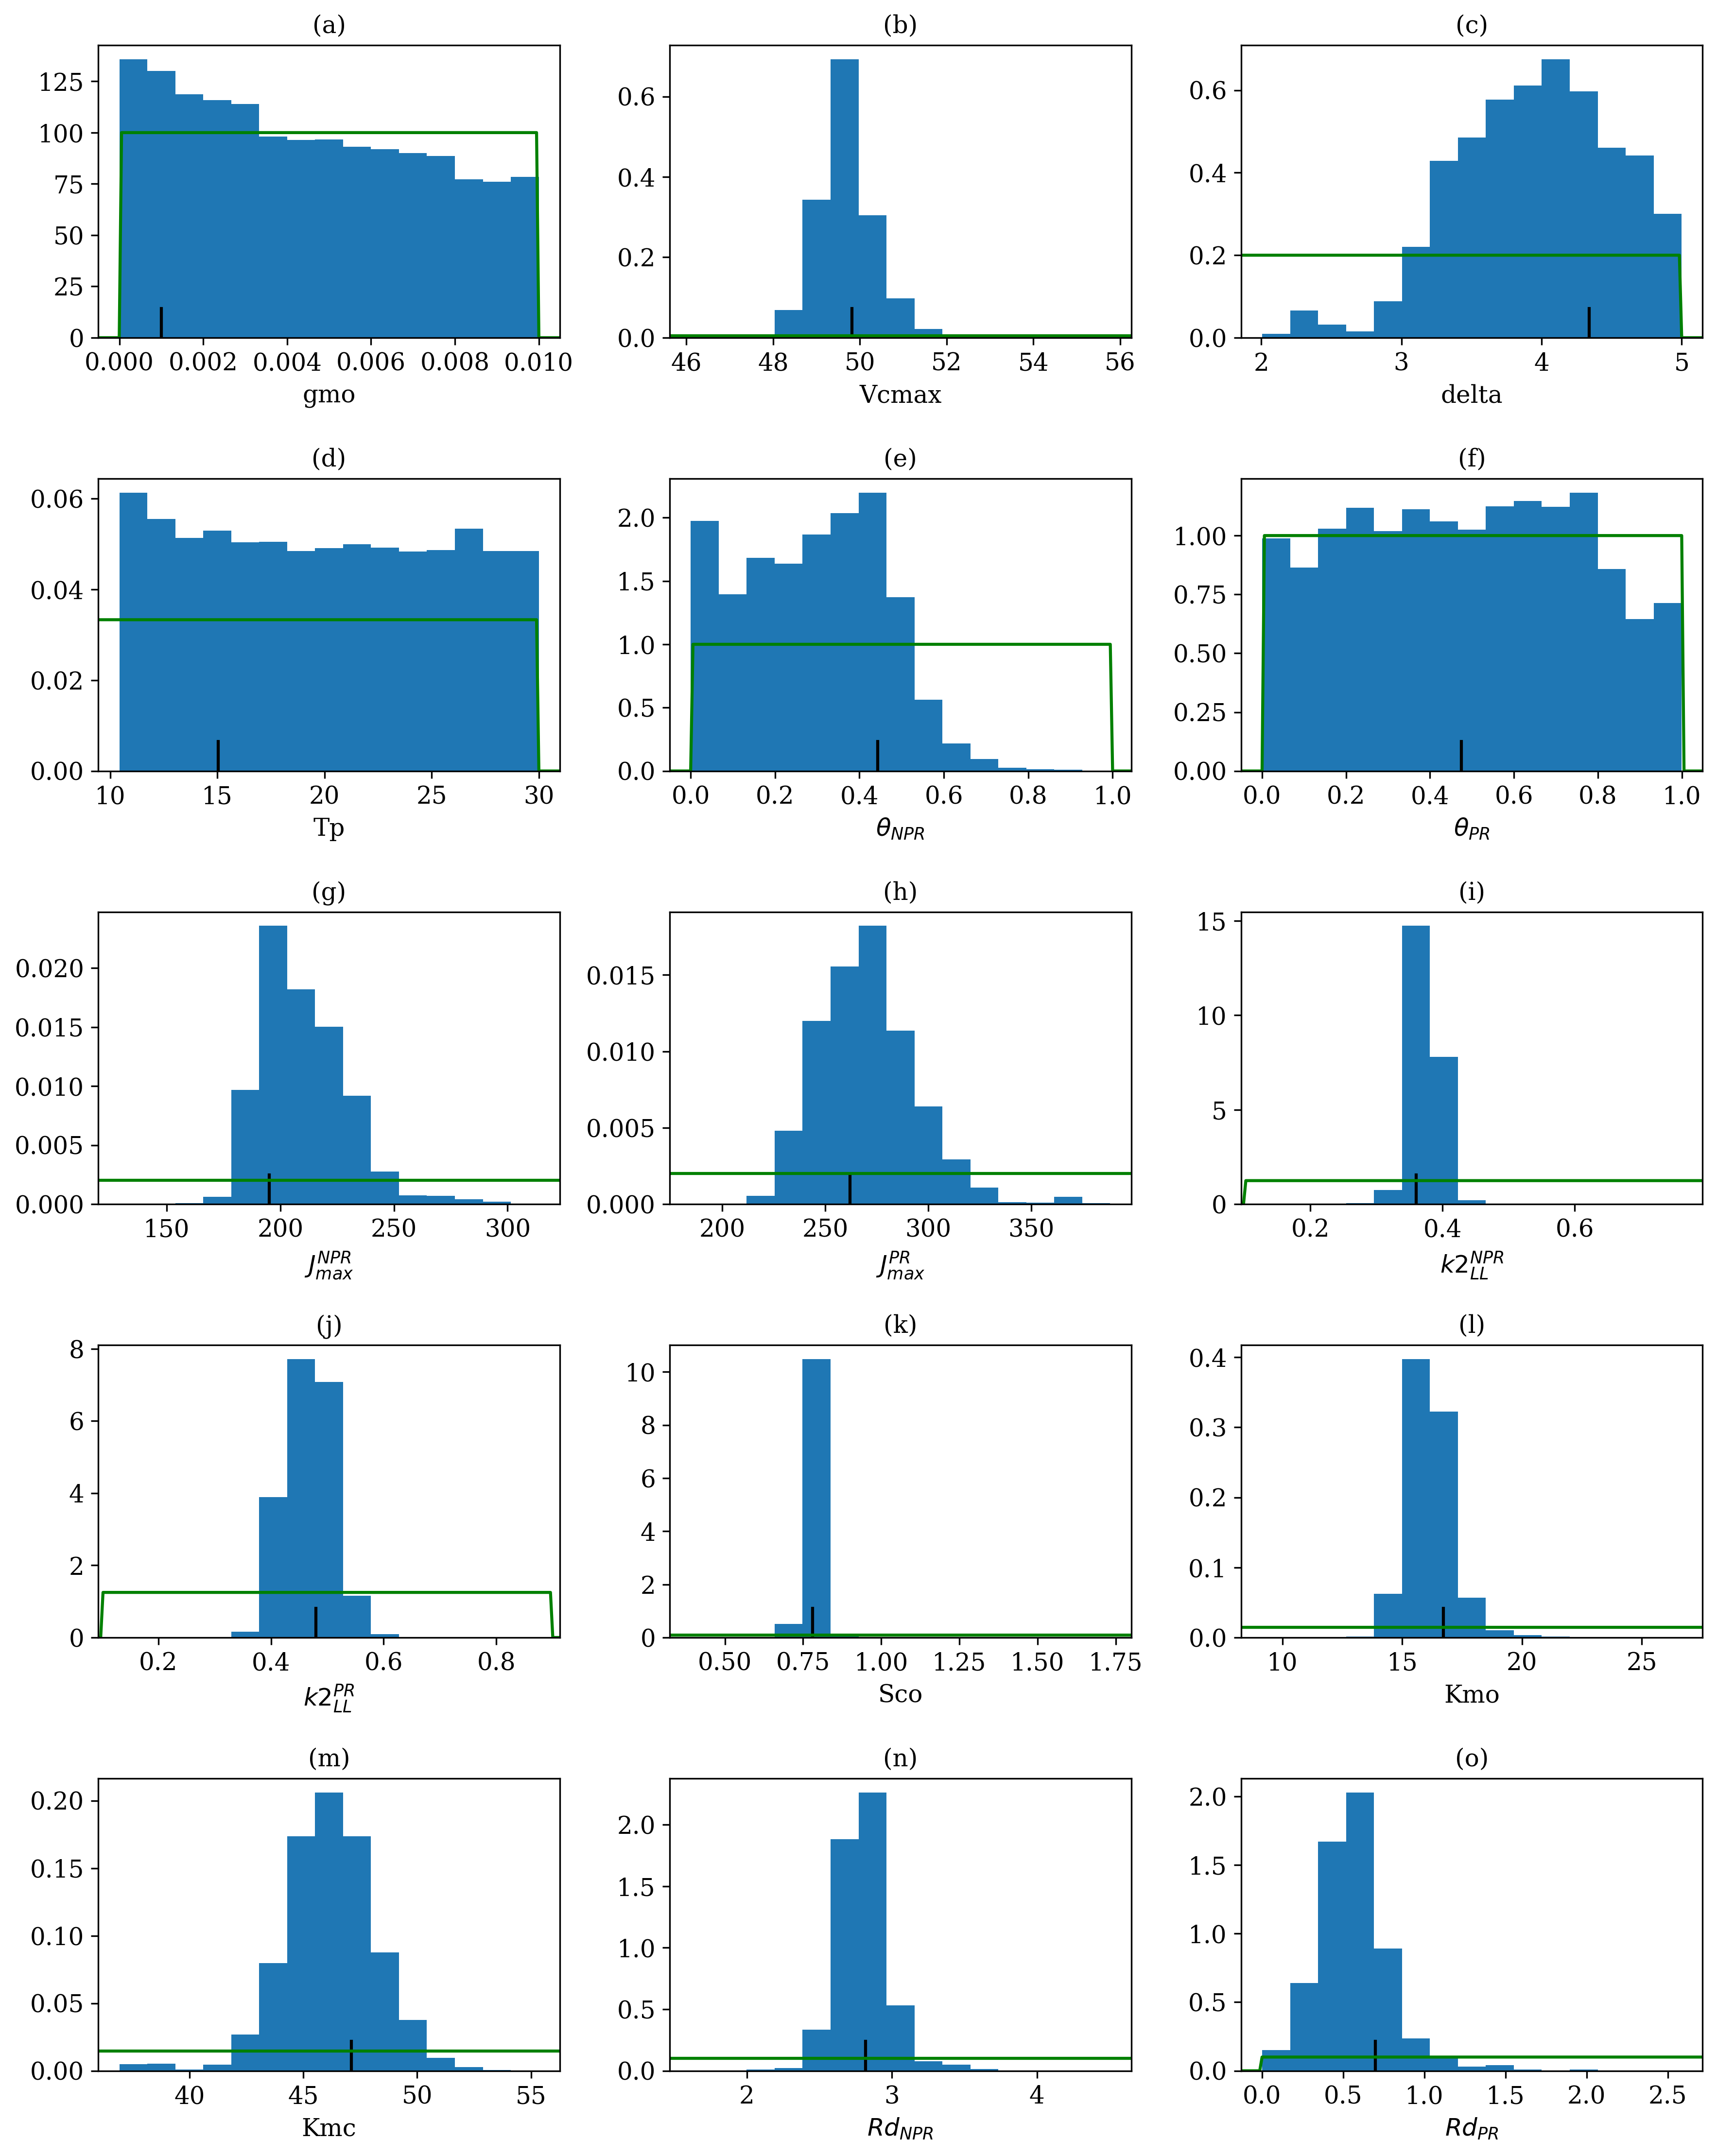 (a) (b) (c)
125 100 75 50 25 0
0.000 0.002 0.004 0.006 0.008 0.010
gmo
0.6 0.4 0.2 0.0
46 48 50 52 54 56
Vcmax
0.6 0.4 0.2 0.0
2 3 4 5
delta
(d) (e) (f)
0.06 0.04 0.02 0.00
10 15 20 25 30
Tp
2.0 1.5 1.0 0.5 0.0
0.0 0.2 0.4 0.6 0.8 1.0
θ_NPR
1.00 0.75 0.50 0.25 0.00
0.0 0.2 0.4 0.6 0.8 1.0
θ_PR
(g) (h) (i)
0.020 0.015 0.010 0.005 0.000
150 200 250 300
J_max^NPR
0.015 0.010 0.005 0.000
200 250 300 350
J_max^PR
15 10 5 0
0.2 0.4 0.6
k2_LL^NPR
(j) (k) (l)
8 6 4 2 0
0.2 0.4 0.6 0.8
k2_LL^PR
10 8 6 4 2 0
0.50 0.75 1.00 1.25 1.50 1.75
Sco
0.4 0.3 0.2 0.1 0.0
10 15 20 25
Kmo
(m) (n) (o)
0.20 0.15 0.10 0.05 0.00
40 45 50 55
Kmc
2.0 1.5 1.0 0.5 0.0
2 3 4
Rd_NPR
2.0 1.5 1.0 0.5 0.0
0.0 0.5 1.0 1.5 2.0 2.5
Rd_PR